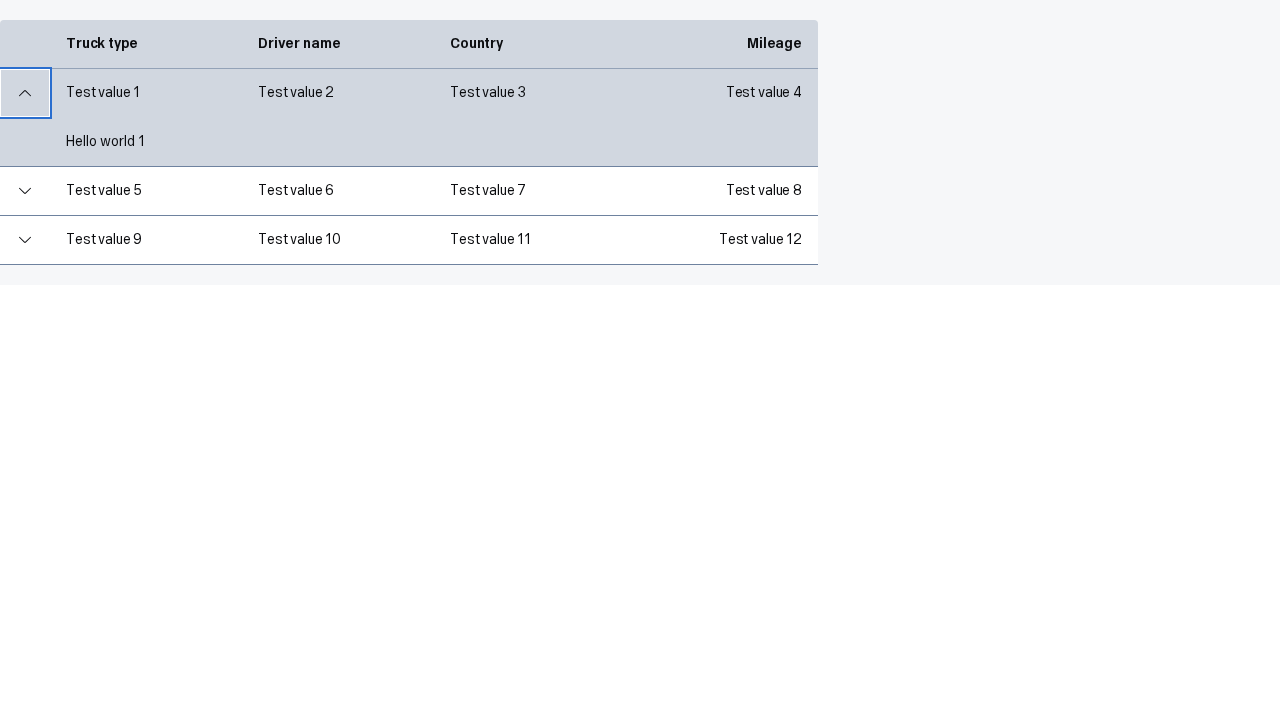 Truck type Driver name Country Mileage
Test value 1 Test value 2 Test value 3 Test value 4
Hello world 1
Test value 5 Test value 6 Test value 7 Test value 8
Test value 9 Test value 10 Test value 11 Test value 12